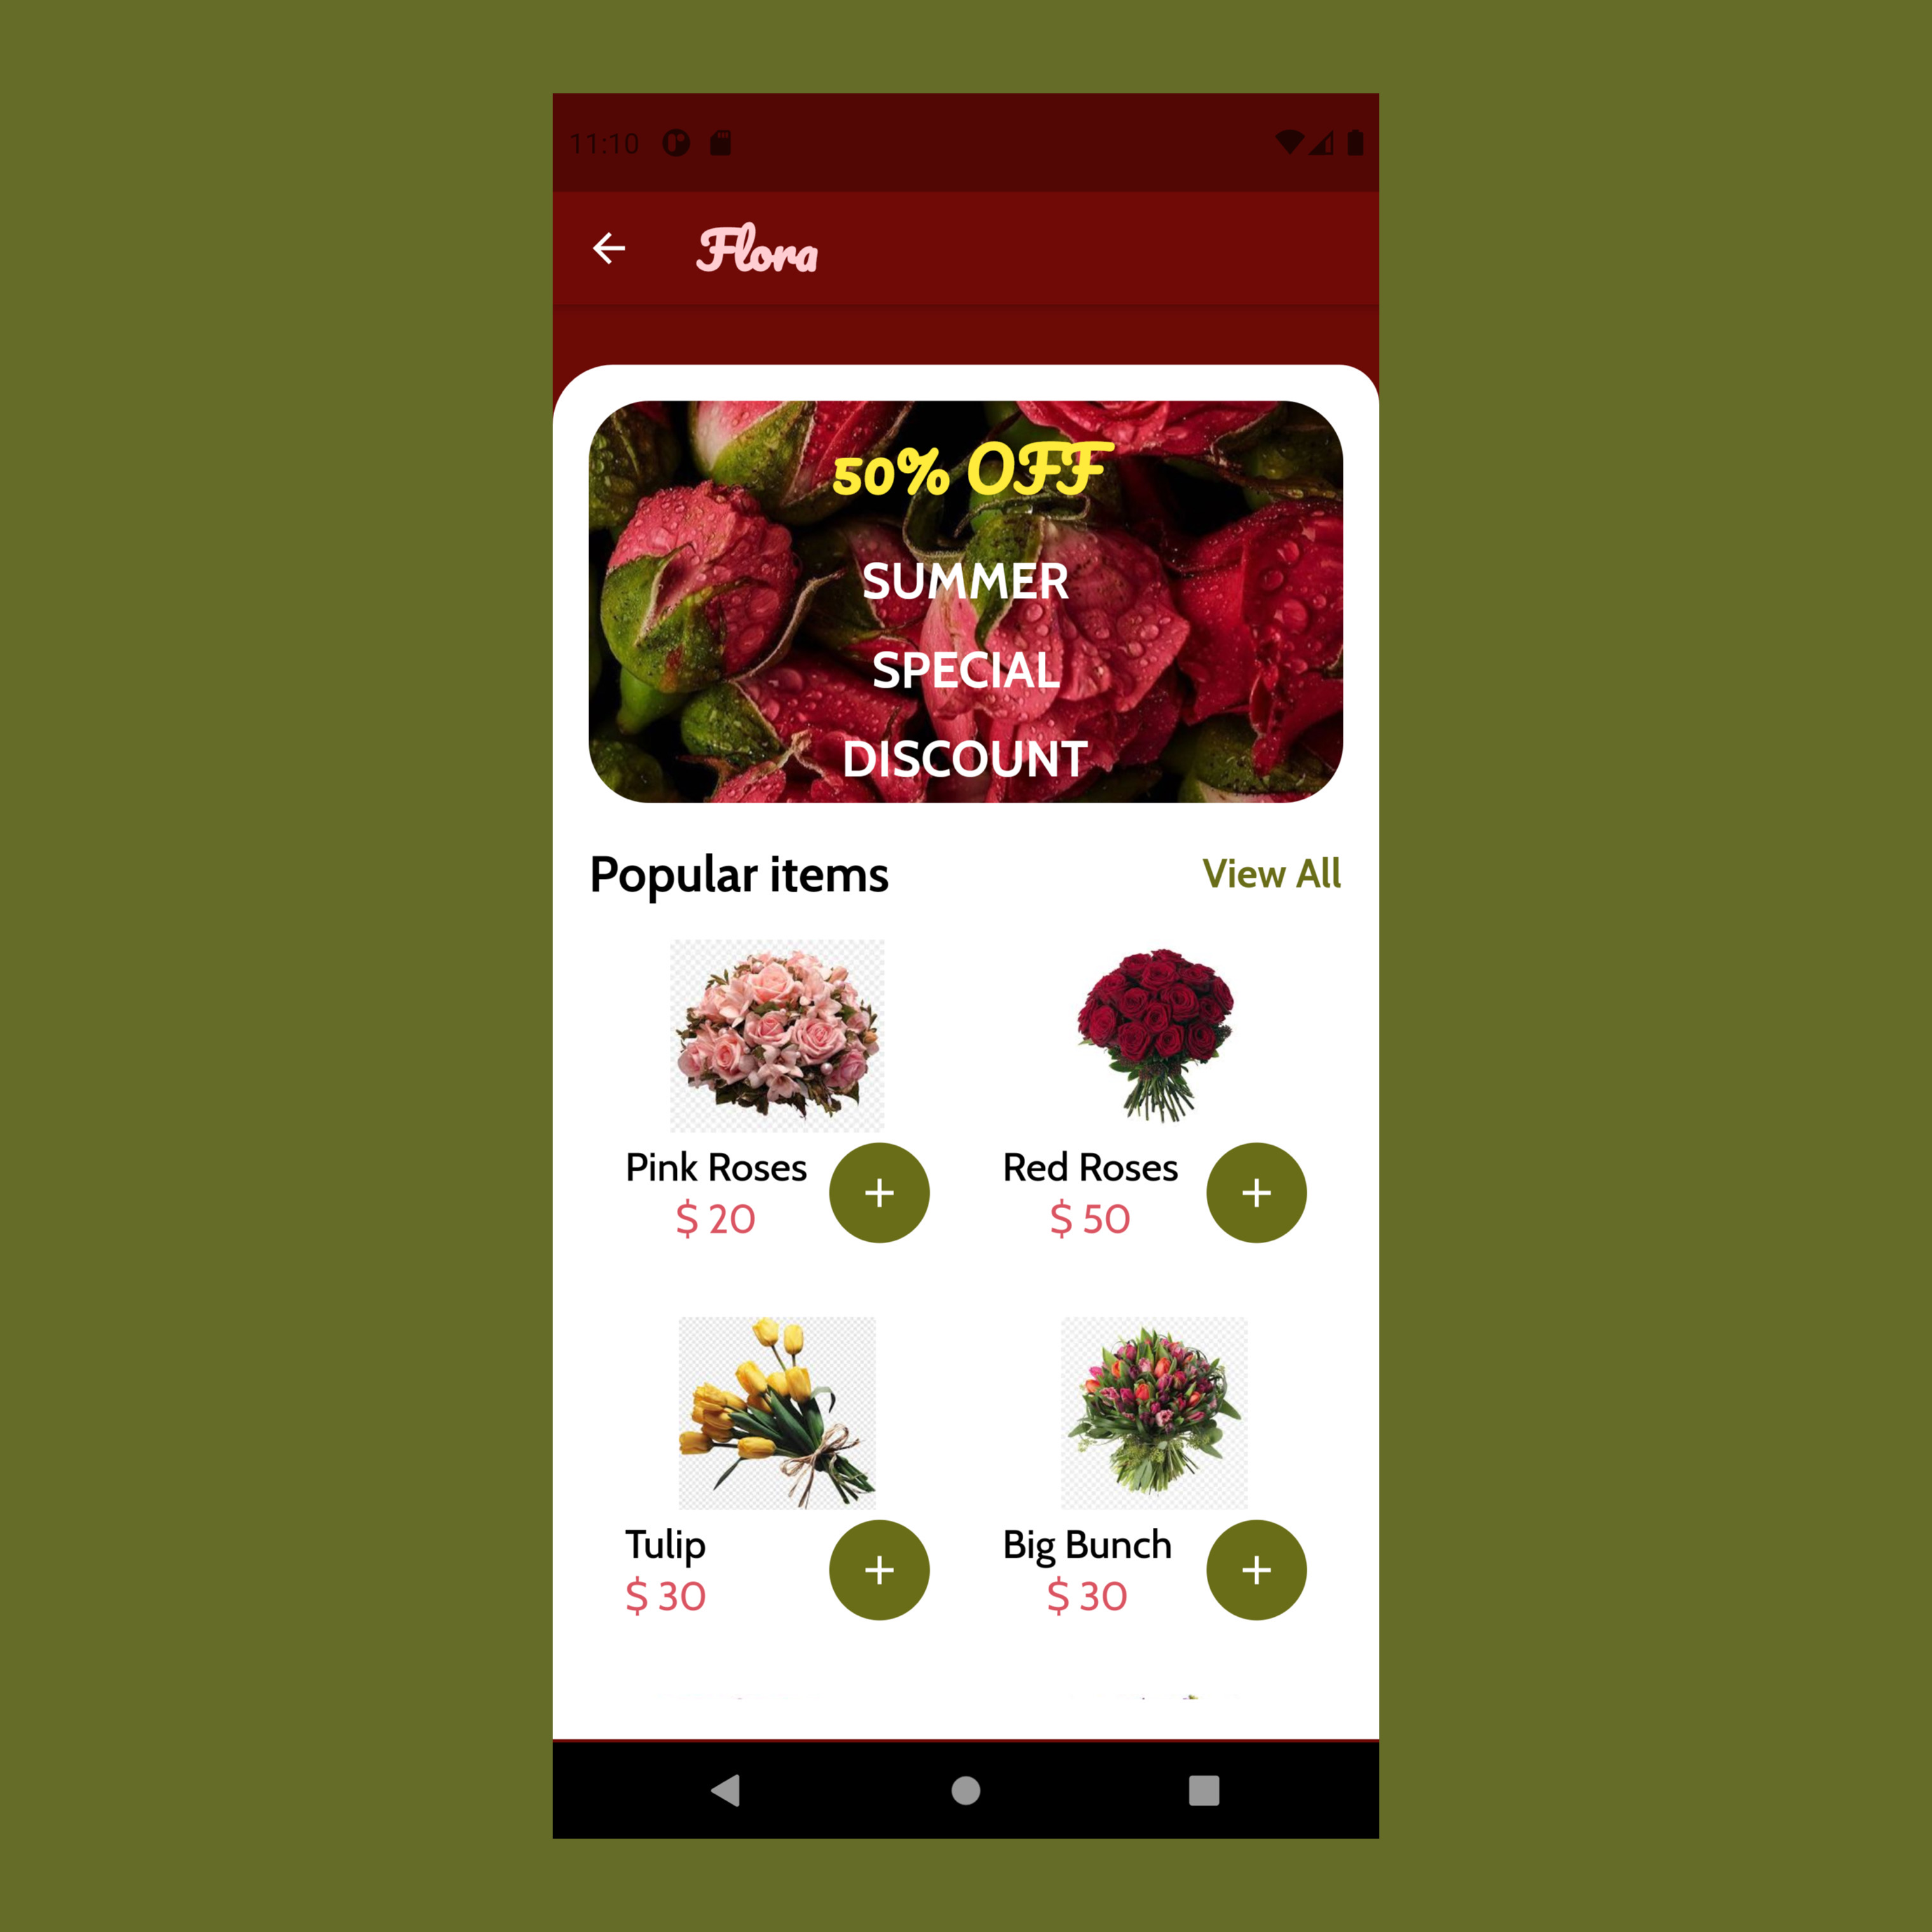 11:10
Flora
50% OFF
SUMMER
SPECIAL
DISCOUNT
Popular items
View All
Pink Roses
$ 20
Red Roses
$ 50
Tulip
$ 30
Big Bunch
$ 30